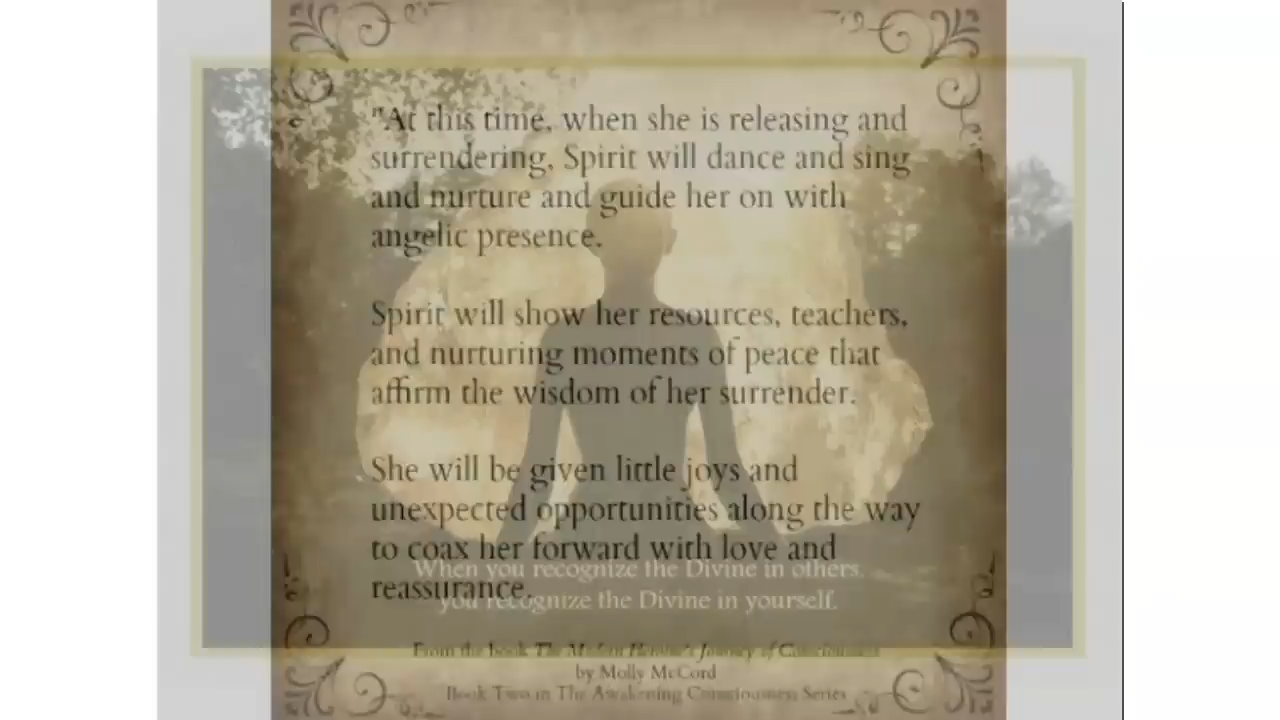 "At this time, when she is releasing and
surrendering, Spirit will dance and sing
and nurture and guide her on with
angelic presence.
Spirit will show her resources, teachers,
and nurturing moments of peace that
affirm the wisdom of her surrender.
She will be given little joys and
unexpected opportunities along the way
to coax her forward with love and
reassurance.
When you recognize the Divine in others,
you recognize the Divine in yourself.
From the book The Modern Heroine's Journey of Consciousness
by Molly McCord
Book Two in The Awakening Consciousness Series